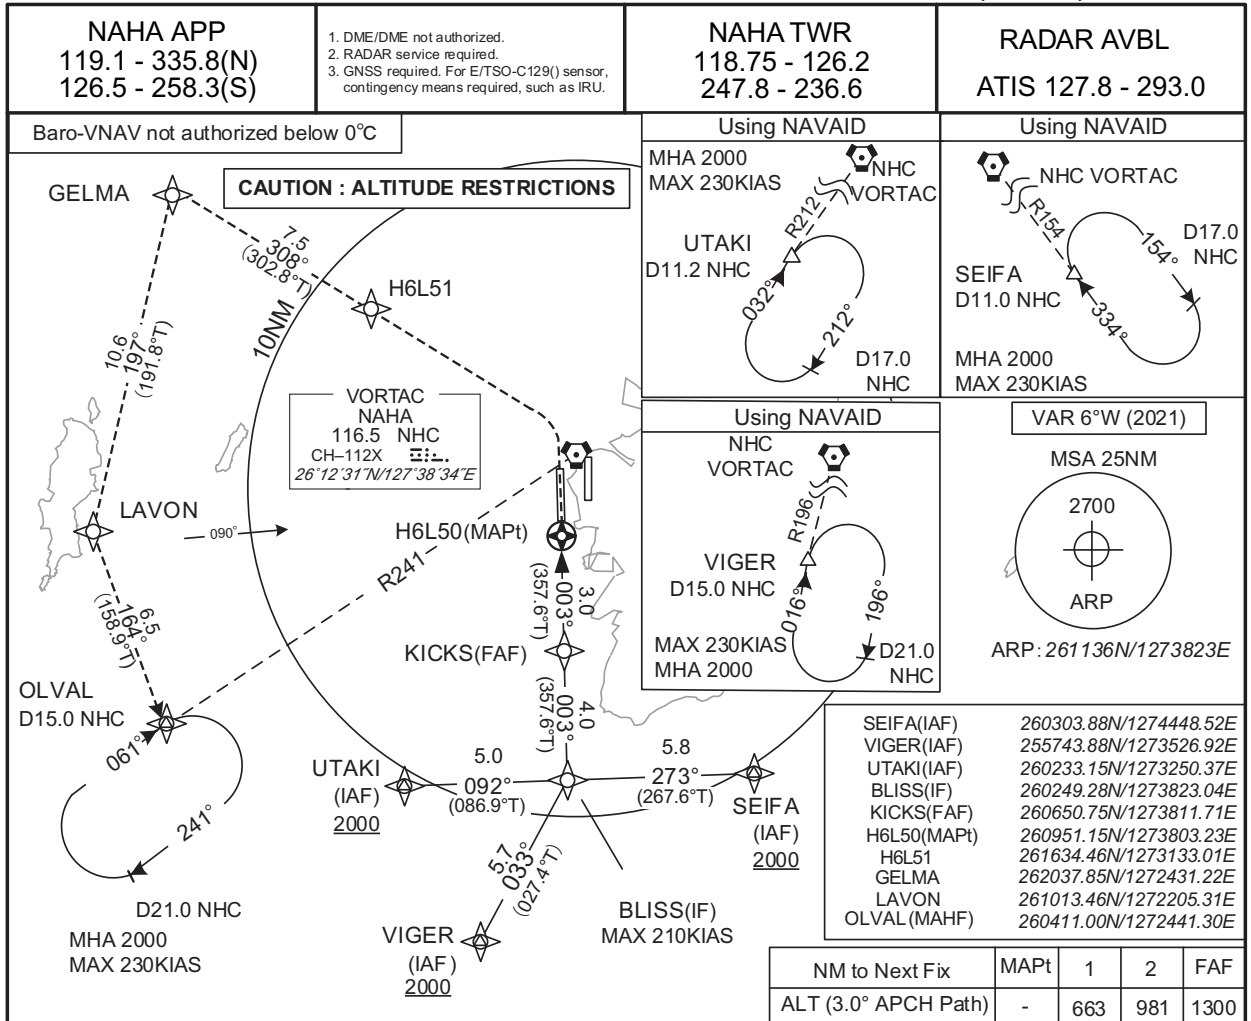 NAHA APP
119.1 - 335.8(N)
126.5 - 258.3(S)
1. DME/DME not authorized.
2. RADAR service required.
3. GNSS required. For E/TSO-C129() sensor,
contingency means required, such as IRU.
NAHA TWR
118.75 - 126.2
247.8 - 236.6
RADAR AVBL
ATIS 127.8 - 293.0
Baro-VNAV not authorized below 0°C
CAUTION : ALTITUDE RESTRICTIONS
GELMA
7.5
308°
(302.8°T)
H6L51
10NM
10.6
197°
(191.8°T)
VORTAC
NAHA
116.5 NHC
CH–112X
26°12´31˝N/127°38´34˝E
LAVON
090°
H6L50(MAPt)
R241
6.5
164°
(158.9°T)
3.0
003°
(357.6°T)
KICKS(FAF)
4.0
003°
(357.6°T)
OLVAL
D15.0 NHC
061°
241°
D21.0 NHC
MHA 2000
MAX 230KIAS
UTAKI
(IAF)
2000
5.0
092°
(086.9°T)
5.8
273°
(267.6°T)
SEIFA
(IAF)
2000
5.7
033°
(027.4°T)
VIGER
(IAF)
2000
BLISS(IF)
MAX 210KIAS
Using NAVAID
MHA 2000
MAX 230KIAS
NHC
VORTAC
R212
UTAKI
D11.2 NHC
032°
212°
D17.0
NHC
Using NAVAID
NHC VORTAC
R154
154°
D17.0
NHC
SEIFA
D11.0 NHC
334°
MHA 2000
MAX 230KIAS
Using NAVAID
NHC
VORTAC
R196
VIGER
D15.0 NHC
016°
196°
MAX 230KIAS
MHA 2000
D21.0
NHC
VAR 6°W (2021)
MSA 25NM
2700
ARP
ARP: 261136N/1273823E
SEIFA(IAF) 260303.88N/1274448.52E
VIGER(IAF) 255743.88N/1273526.92E
UTAKI(IAF) 260233.15N/1273250.37E
BLISS(IF) 260249.28N/1273823.04E
KICKS(FAF) 260650.75N/1273811.71E
H6L50(MAPt) 260951.15N/1273803.23E
H6L51 261634.46N/1273133.01E
GELMA 262037.85N/1272431.22E
LAVON 261013.46N/1272205.31E
OLVAL(MAHF) 260411.00N/1272441.30E
NM to Next Fix MAPt 1 2 FAF
ALT (3.0° APCH Path) - 663 981 1300